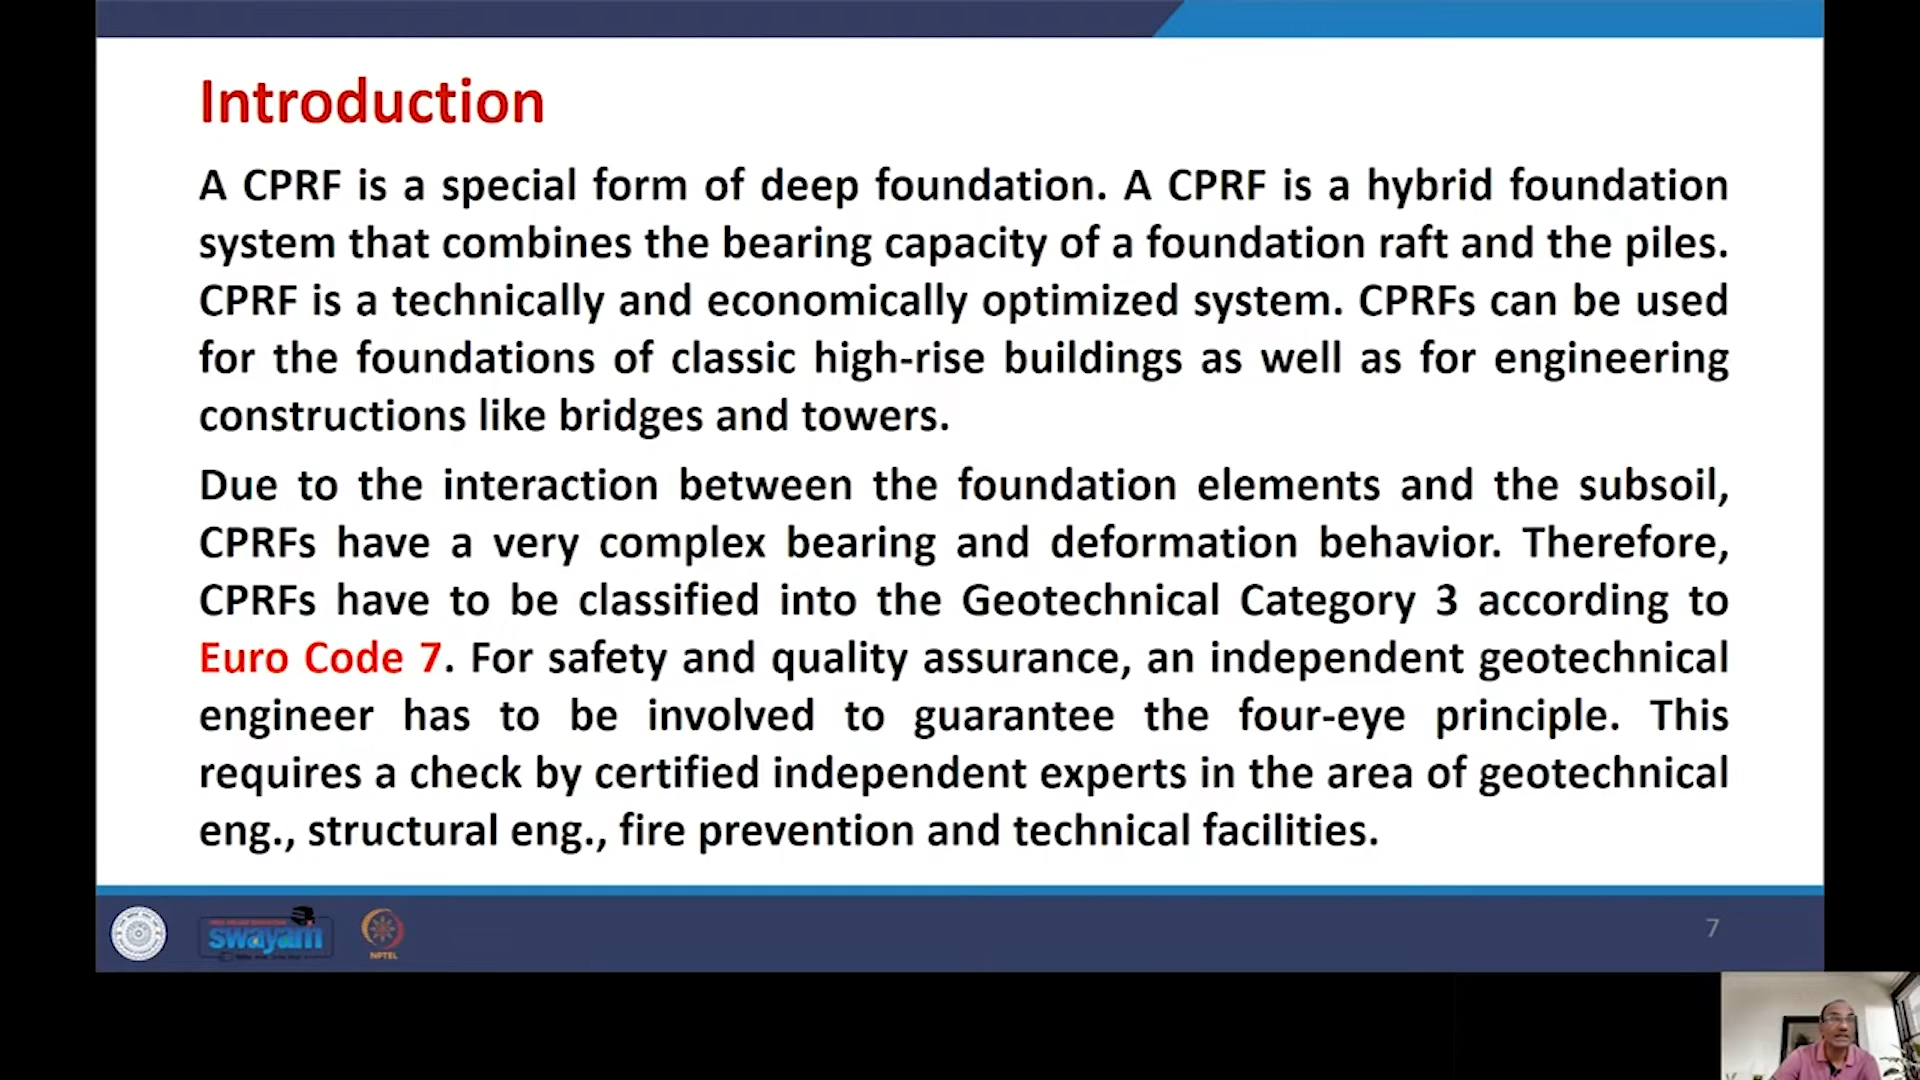 Introduction
A CPRF is a special form of deep foundation. A CPRF is a hybrid foundation
system that combines the bearing capacity of a foundation raft and the piles.
CPRF is a technically and economically optimized system. CPRFs can be used
for the foundations of classic high-rise buildings as well as for engineering
constructions like bridges and towers.
Due to the interaction between the foundation elements and the subsoil,
CPRFs have a very complex bearing and deformation behavior. Therefore,
CPRFs have to be classified into the Geotechnical Category 3 according to
Euro Code 7. For safety and quality assurance, an independent geotechnical
engineer has to be involved to guarantee the four-eye principle. This
requires a check by certified independent experts in the area of geotechnical
eng., structural eng., fire prevention and technical facilities.
swayam
NPTEL
7